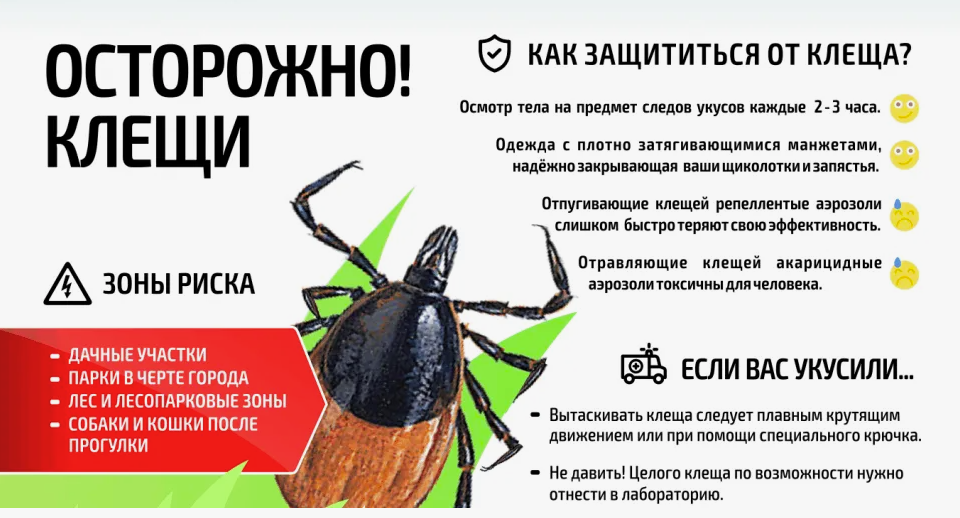 ОСТОРОЖНО!
КЛЕЩИ
ЗОНЫ РИСКА
- ДАЧНЫЕ УЧАСТКИ
- ПАРКИ В ЧЕРТЕ ГОРОДА
- ЛЕС И ЛЕСОПАРКОВЫЕ ЗОНЫ
- СОБАКИ И КОШКИ ПОСЛЕ
ПРОГУЛКИ
КАК ЗАЩИТИТЬСЯ ОТ КЛЕЩА?
Осмотр тела на предмет следов укусов каждые 2-3 часа.
Одежда с плотно затягивающимися манжетами,
надёжно закрывающая ваши щиколотки и запястья.
Отпугивающие клещей репеллентые аэрозоли
слишком быстро теряют свою эффективность.
Отравляющие клещей акарицидные
аэрозоли токсичны для человека.
ЕСЛИ ВАС УКУСИЛИ...
- Вытаскивать клеща следует плавным крутящим
движением или при помощи специального крючка.
- Не давить! Целого клеща по возможности нужно
отнести в лабораторию.